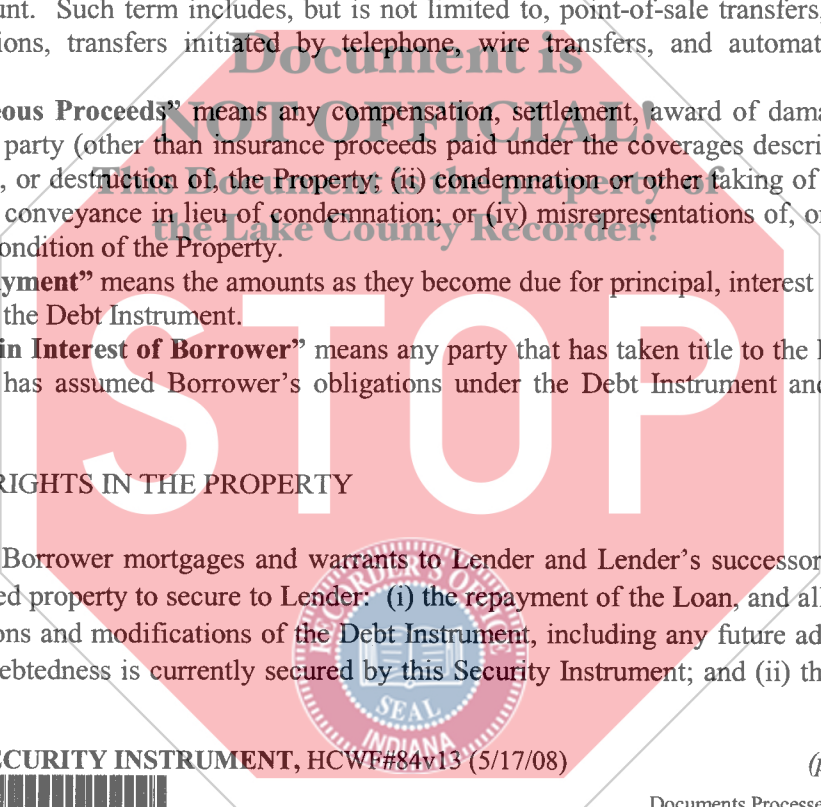 unt. Such term includes, but is not limited to, point-of-sale transfers,
ions, transfers initiated by telephone, wire transfers, and automat
Document is
eous Proceeds” means any compensation, settlement, award of dama
NOT OFFICIAL!
party (other than insurance proceeds paid under the coverages descri
, or destruction of, the Property; (ii) condemnation or other taking of
This Document is the property of
conveyance in lieu of condemnation; or (iv) misrepresentations of, o
the Lake County Recorder!
ondition of the Property.
yment” means the amounts as they become due for principal, interest
the Debt Instrument.
in Interest of Borrower” means any party that has taken title to the
has assumed Borrower’s obligations under the Debt Instrument and
STOP
RIGHTS IN THE PROPERTY
Borrower mortgages and warrants to Lender and Lender’s successor
ed property to secure to Lender: (i) the repayment of the Loan, and al
ons and modifications of the Debt Instrument, including any future ad
ebtedness is currently secured by this Security Instrument; and (ii) th
RECORDER'S OFFICE
SEAL
INDIANA
ECURITY INSTRUMENT, HCWF#84v13 (5/17/08)
(p
Documents Processe